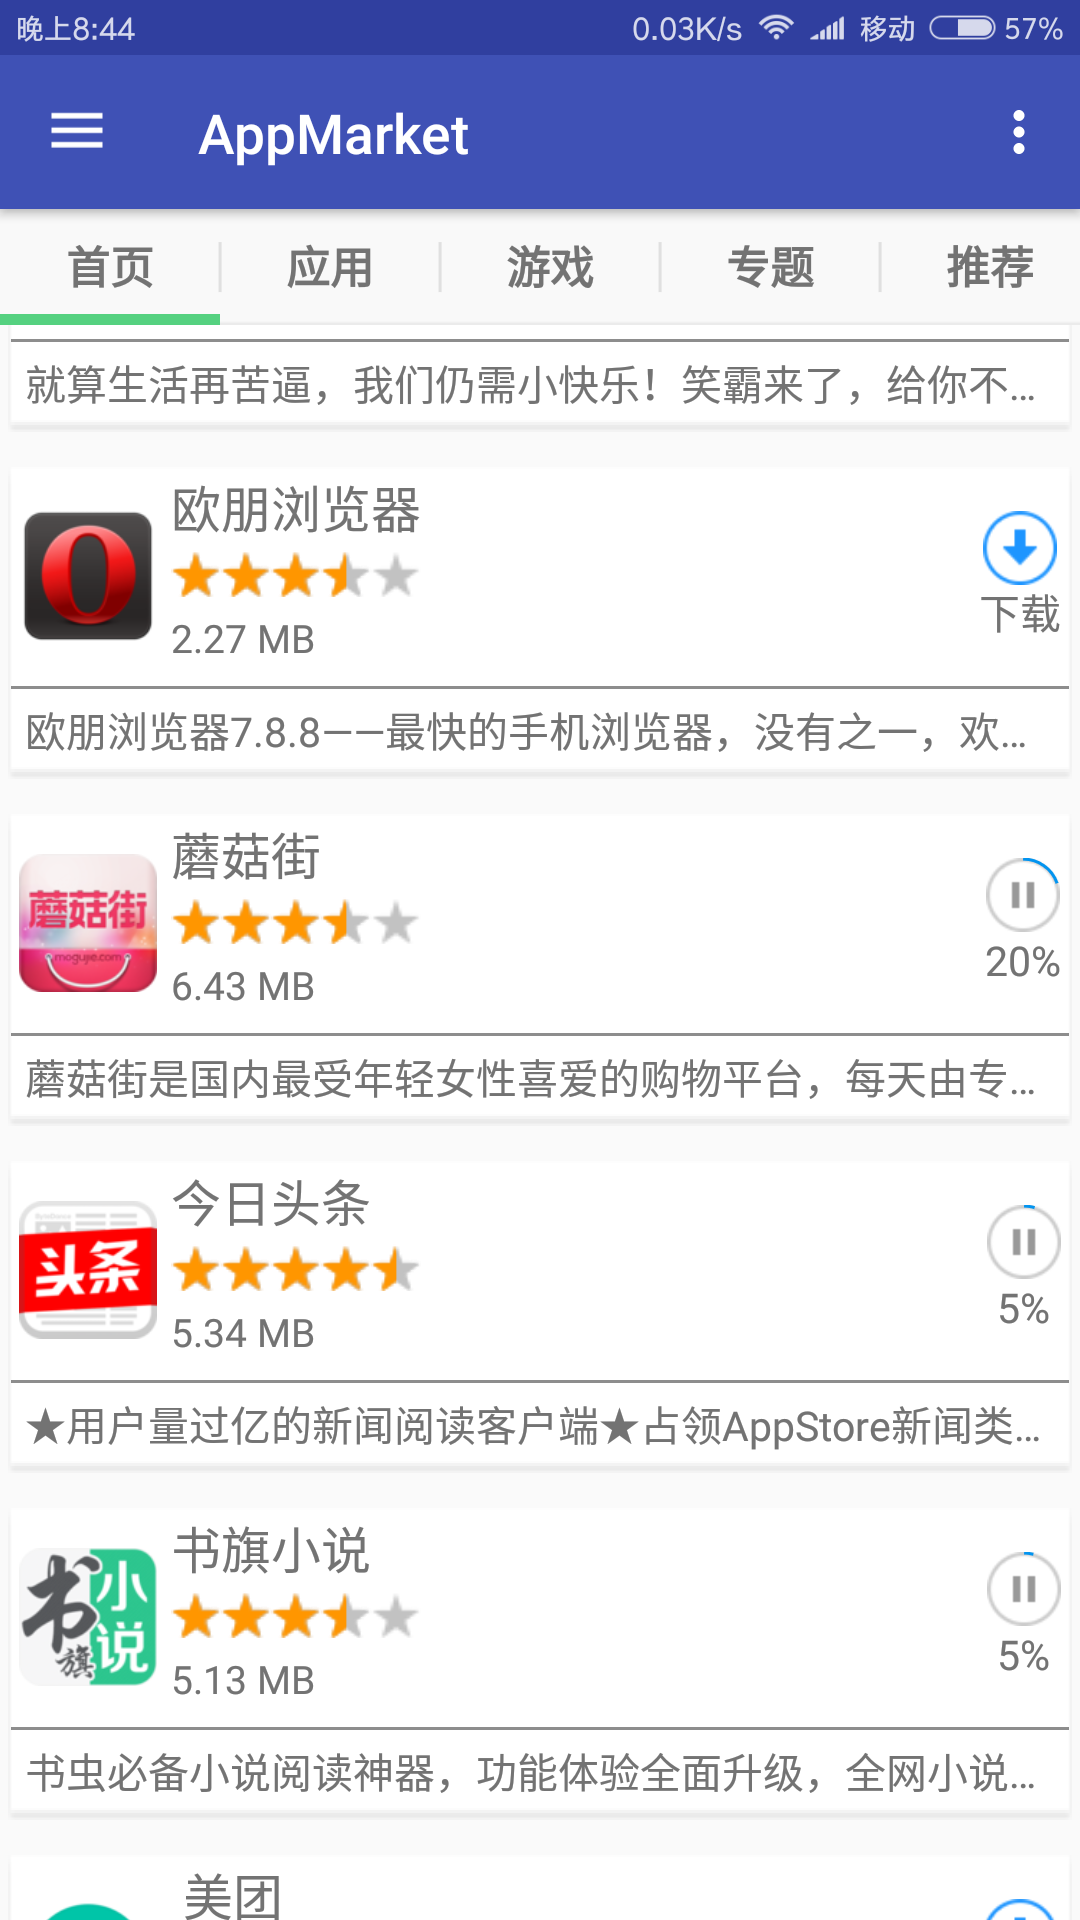 晚上8:44 0.03K/s 移动 57%
AppMarket
首页 应用 游戏 专题 推荐
就算生活再苦逼，我们仍需小快乐！笑霸来了，给你不...
欧朋浏览器
2.27 MB
下载
欧朋浏览器7.8.8——最快的手机浏览器，没有之一，欢...
蘑菇街
蘑菇街
mogujie.com
6.43 MB
20%
蘑菇街是国内最受年轻女性喜爱的购物平台，每天由专...
今日头条
头条
5.34 MB
5%
★用户量过亿的新闻阅读客户端★占领AppStore新闻类...
书旗小说
书旗小说
5.13 MB
5%
书虫必备小说阅读神器，功能体验全面升级，全网小说...
美团